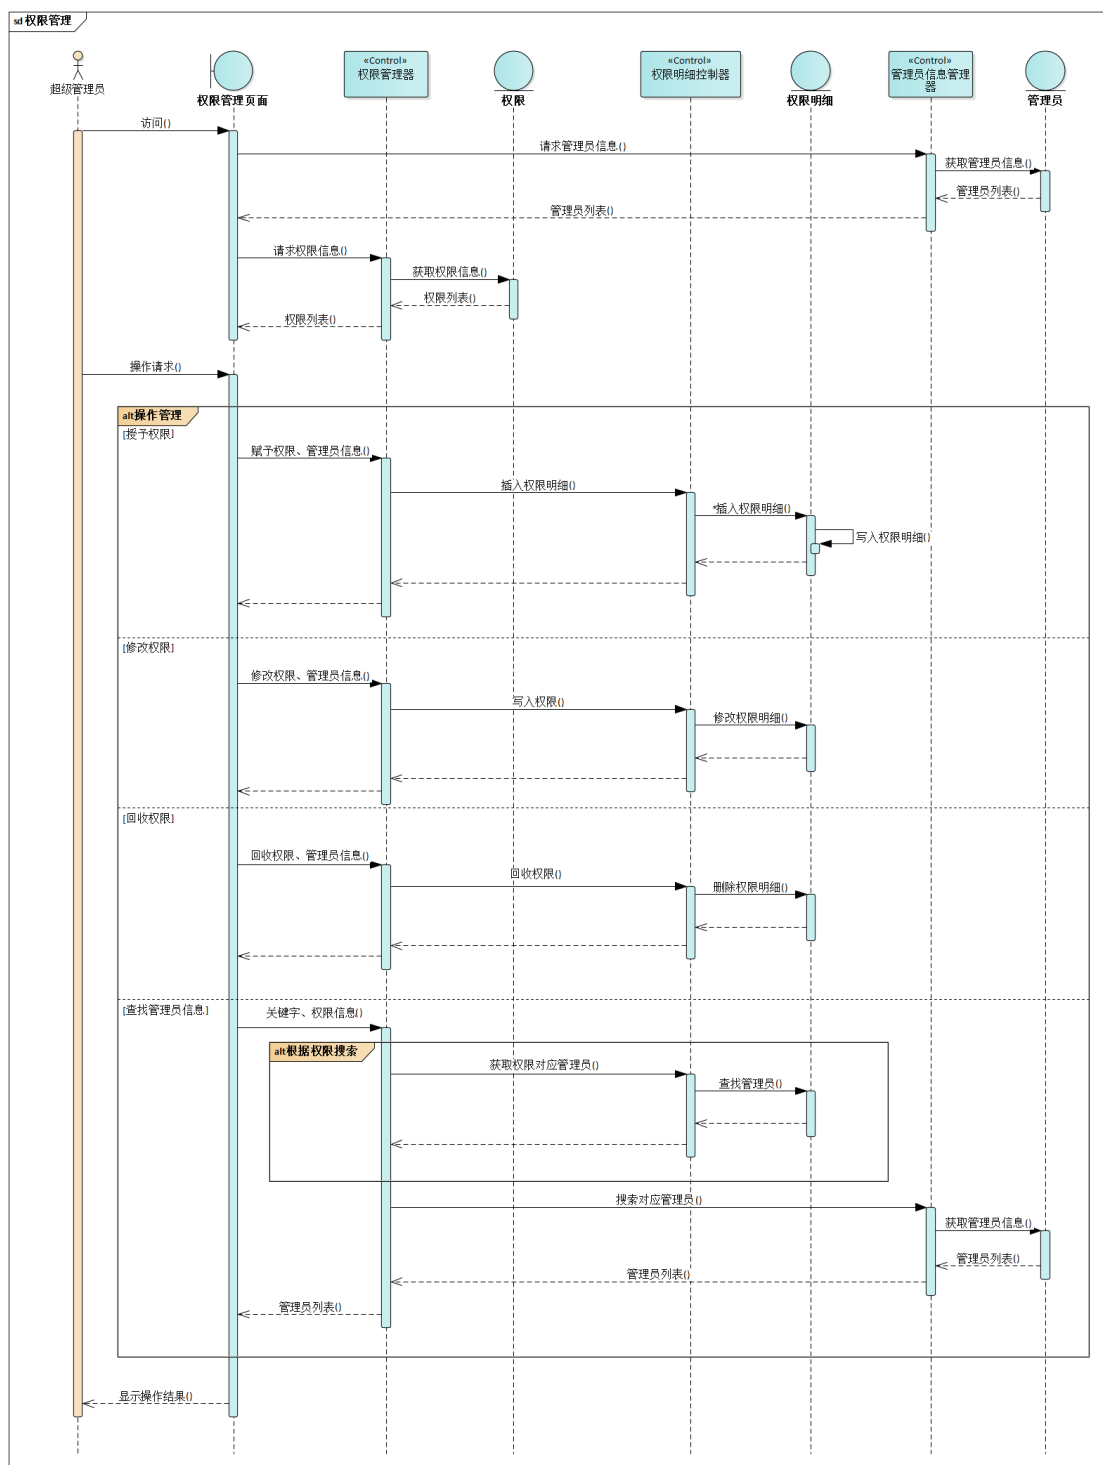 sd 权限管理
超级管理员
权限管理页面
«Control»
权限管理器
权限
«Control»
权限明细控制器
权限明细
«Control»
管理员信息管理
器
管理员
访问()
请求管理员信息()
获取管理员信息()
管理员列表()
管理员列表()
请求权限信息()
获取权限信息()
权限列表()
权限列表()
操作请求()
alt操作管理
[授予权限]
赋予权限、管理员信息()
插入权限明细()
*插入权限明细()
写入权限明细()
[修改权限]
修改权限、管理员信息()
写入权限()
修改权限明细()
[回收权限]
回收权限、管理员信息()
回收权限()
删除权限明细()
[查找管理员信息]
关键字、权限信息()
alt根据权限搜索
获取权限对应管理员()
查找管理员()
搜索对应管理员()
获取管理员信息()
管理员列表()
管理员列表()
管理员列表()
显示操作结果()